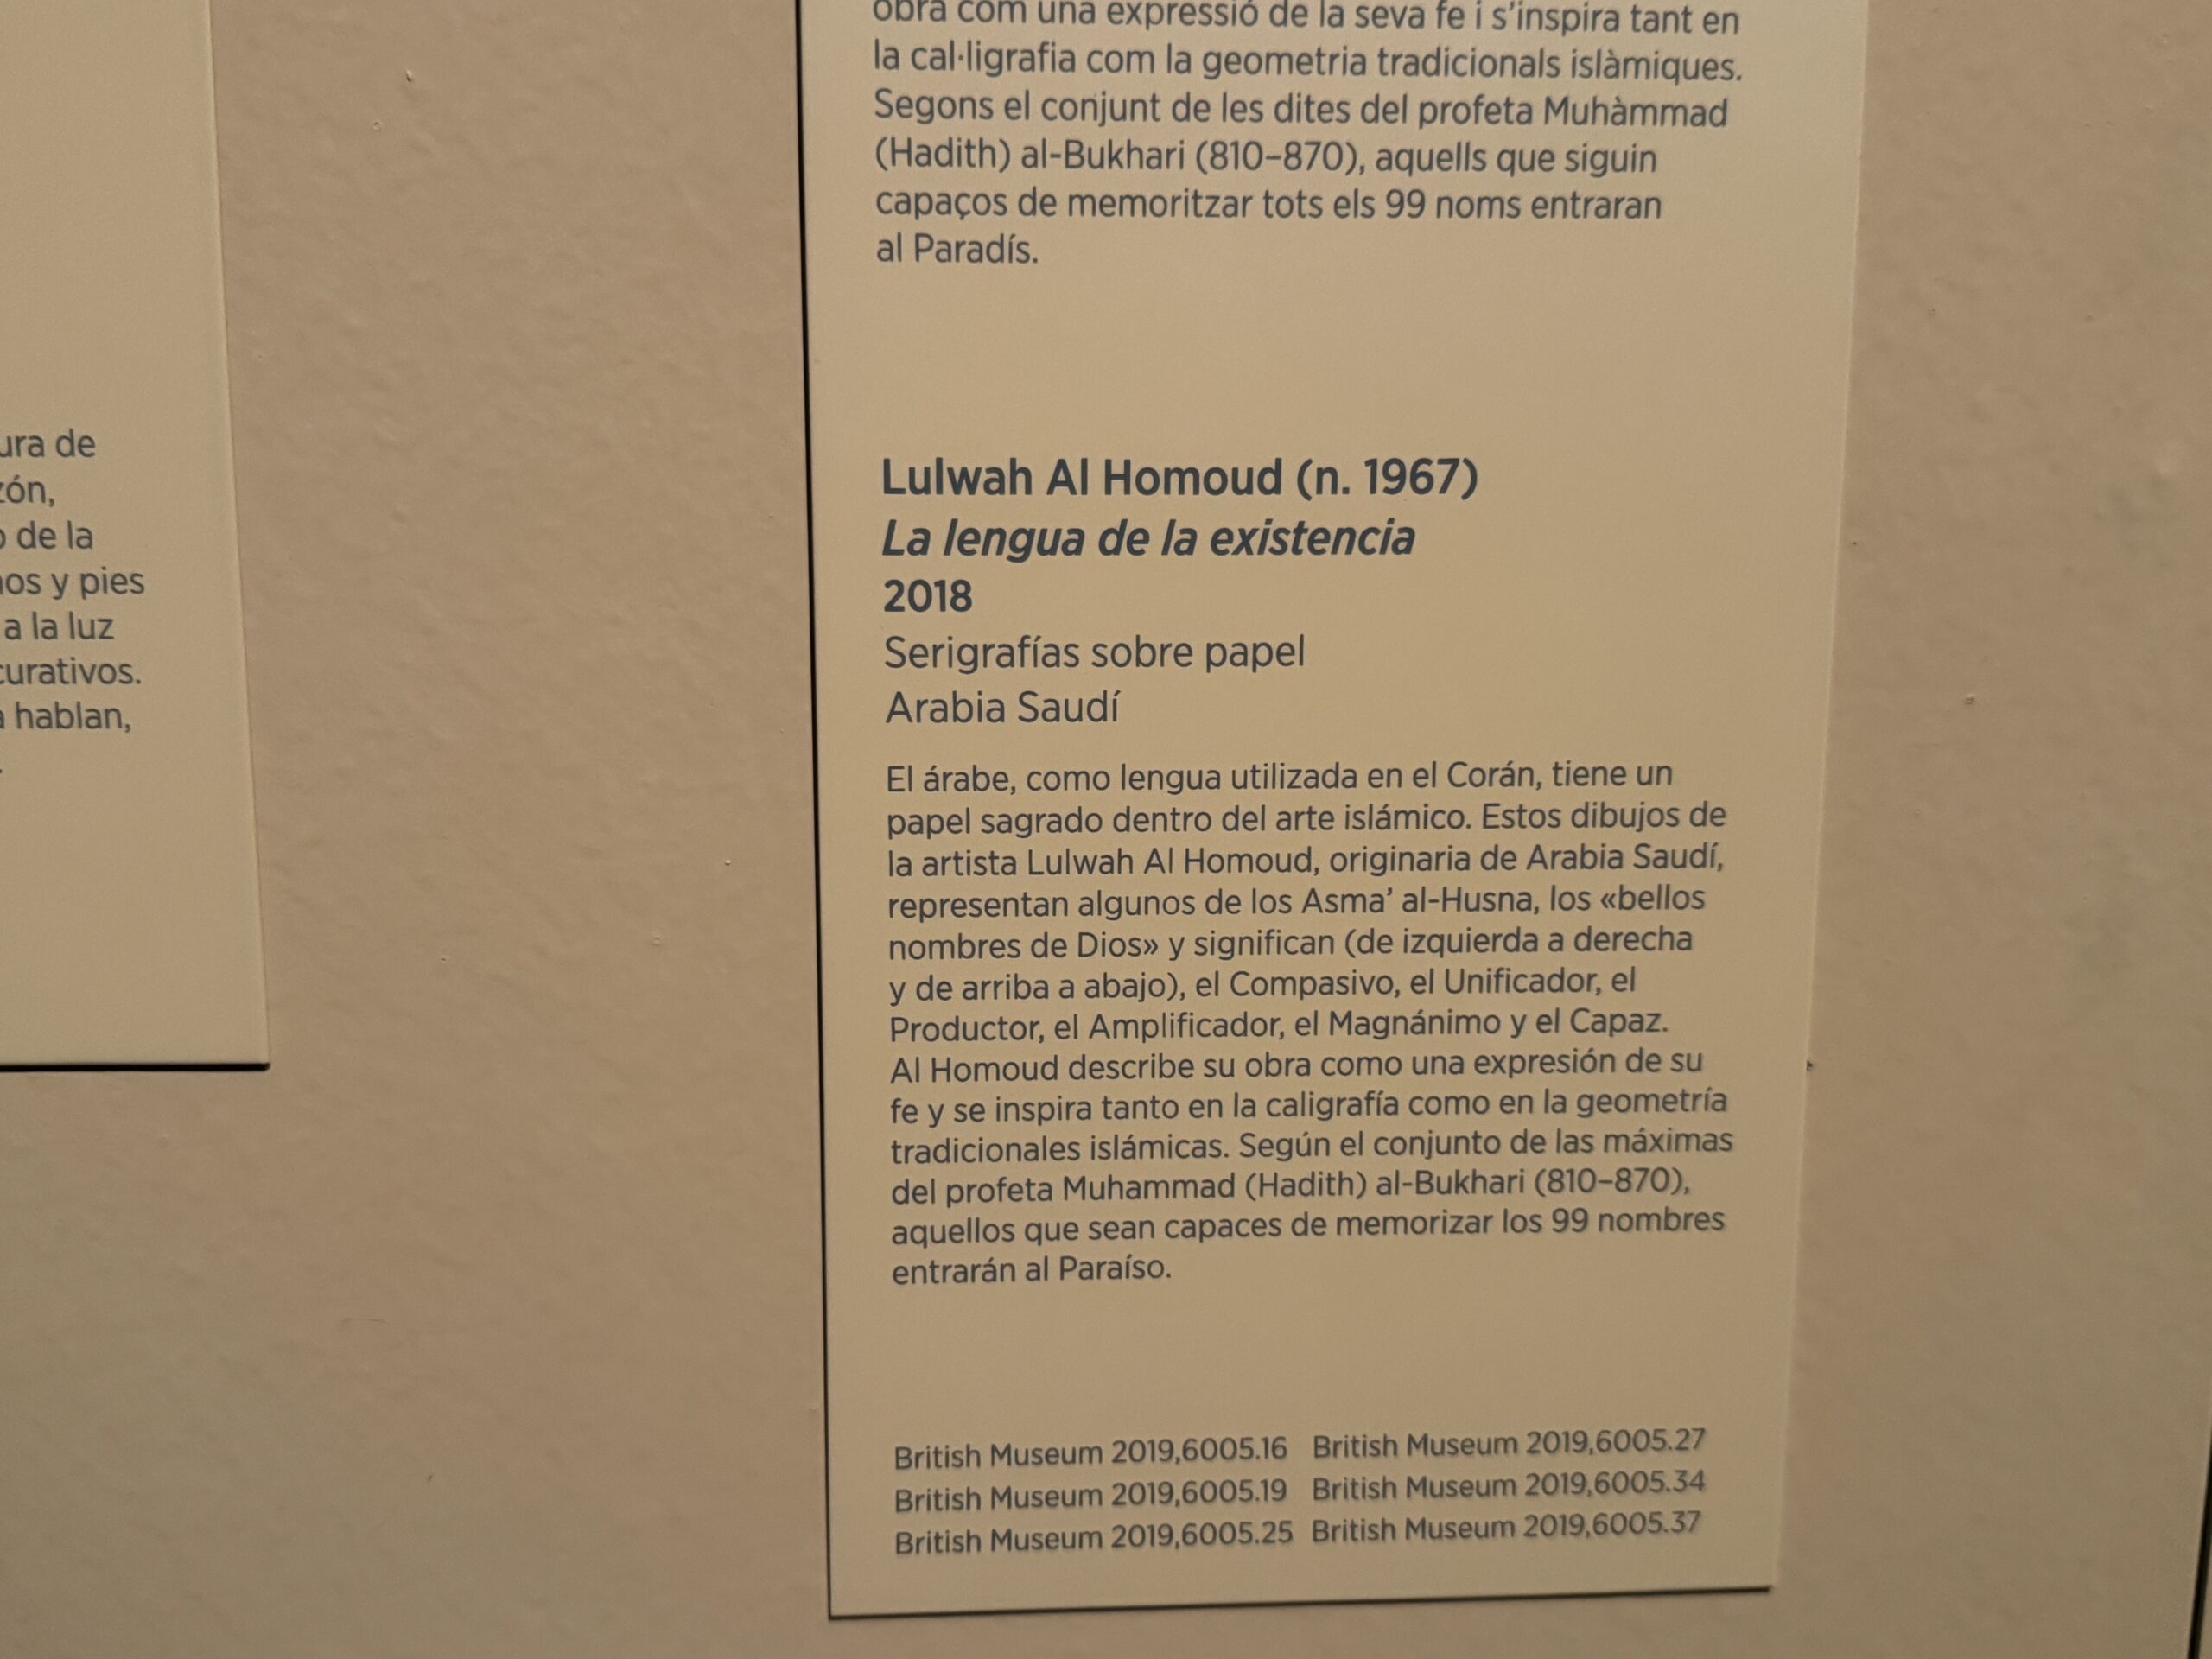 obra com una expressió de la seva fe i s'inspira tant en
la cal·ligrafia com la geometria tradicionals islàmiques.
Segons el conjunt de les dites del profeta Muhàmmad
(Hadith) al-Bukhari (810–870), aquells que siguin
capaços de memoritzar tots els 99 noms entraran
al Paradís.
de
de la
y pies
a la luz
curativos.
hablan,
Lulwah Al Homoud (n. 1967)
La lengua de la existencia
2018
Serigrafías sobre papel
Arabia Saudí
El árabe, como lengua utilizada en el Corán, tiene un
papel sagrado dentro del arte islámico. Estos dibujos de
la artista Lulwah Al Homoud, originaria de Arabia Saudí,
representan algunos de los Asma' al-Husna, los «bellos
nombres de Dios» y significan (de izquierda a derecha
y de arriba a abajo), el Compasivo, el Unificador, el
Productor, el Amplificador, el Magnánimo y el Capaz.
Al Homoud describe su obra como una expresión de su
fe y se inspira tanto en la caligrafía como en la geometría
tradicionales islámicas. Según el conjunto de las máximas
del profeta Muhammad (Hadith) al-Bukhari (810–870),
aquellos que sean capaces de memorizar los 99 nombres
entrarán al Paraíso.
British Museum 2019,6005.16 British Museum 2019,6005.27
British Museum 2019,6005.19 British Museum 2019,6005.34
British Museum 2019,6005.25 British Museum 2019,6005.37